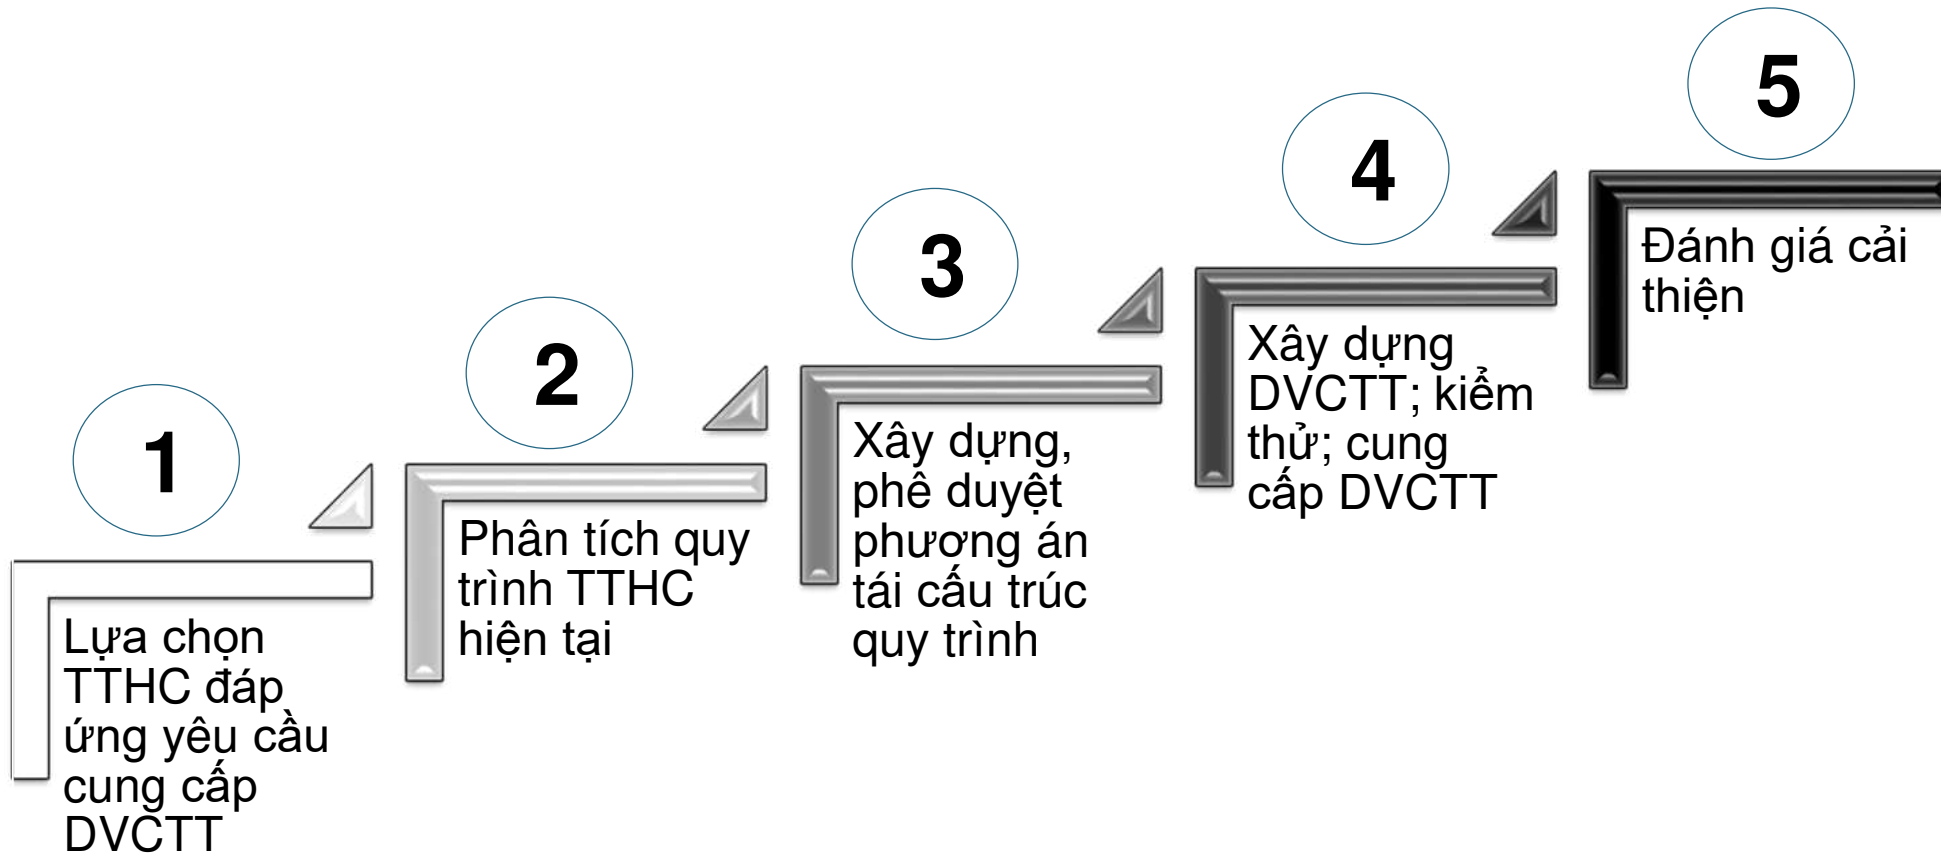 1
Lựa chọn
TTHC đáp
ứng yêu cầu
cung cấp
DVCTT
2
Phân tích quy
trình TTHC
hiện tại
3
Xây dựng,
phê duyệt
phương án
tái cấu trúc
quy trình
4
Xây dựng
DVCTT; kiểm
thử; cung
cấp DVCTT
5
Đánh giá cải
thiện